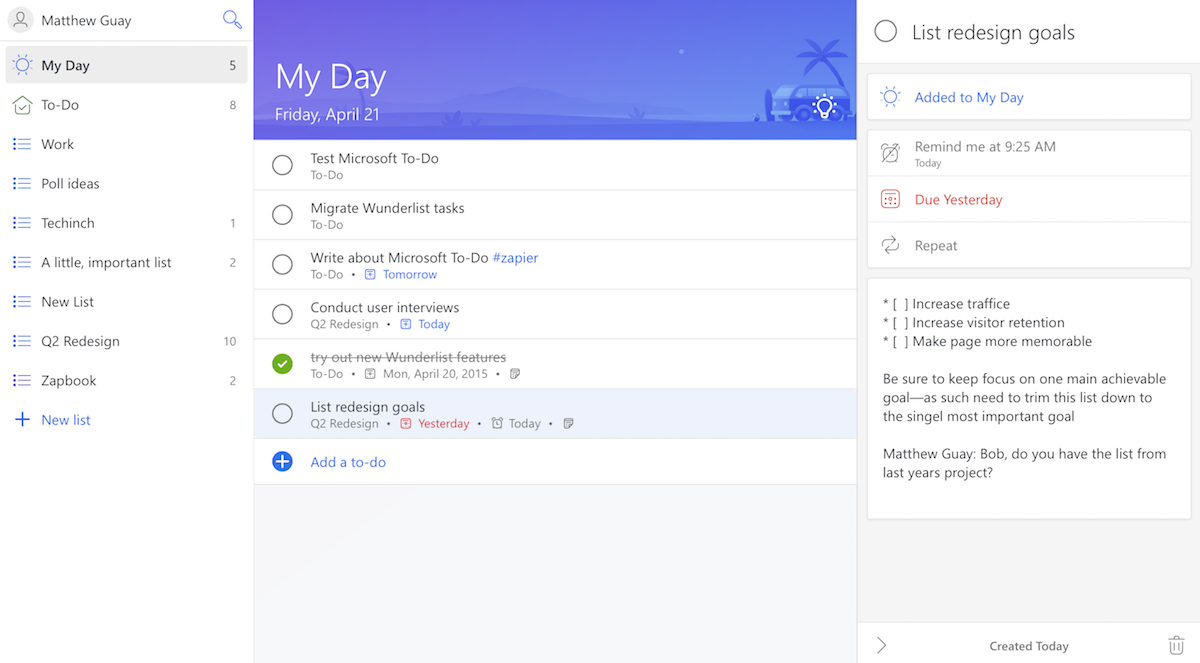 Matthew Guay
My Day 5
To-Do 8
Work
Poll ideas
Techinch 1
A little, important list 2
New List
Q2 Redesign 10
Zapbook 2
New list
My Day
Friday, April 21
Test Microsoft To-Do
To-Do
Migrate Wunderlist tasks
To-Do
Write about Microsoft To-Do #zapier
To-Do • Tomorrow
Conduct user interviews
Q2 Redesign • Today
try out new Wunderlist features
To-Do • Mon, April 20, 2015 •
List redesign goals
Q2 Redesign • Yesterday • Today •
Add a to-do
List redesign goals
Added to My Day
Remind me at 9:25 AM
Today
Due Yesterday
Repeat
* [ ] Increase traffice
* [ ] Increase visitor retention
* [ ] Make page more memorable
Be sure to keep focus on one main achievable
goal—as such need to trim this list down to
the singel most important goal
Matthew Guay: Bob, do you have the list from
last years project?
Created Today